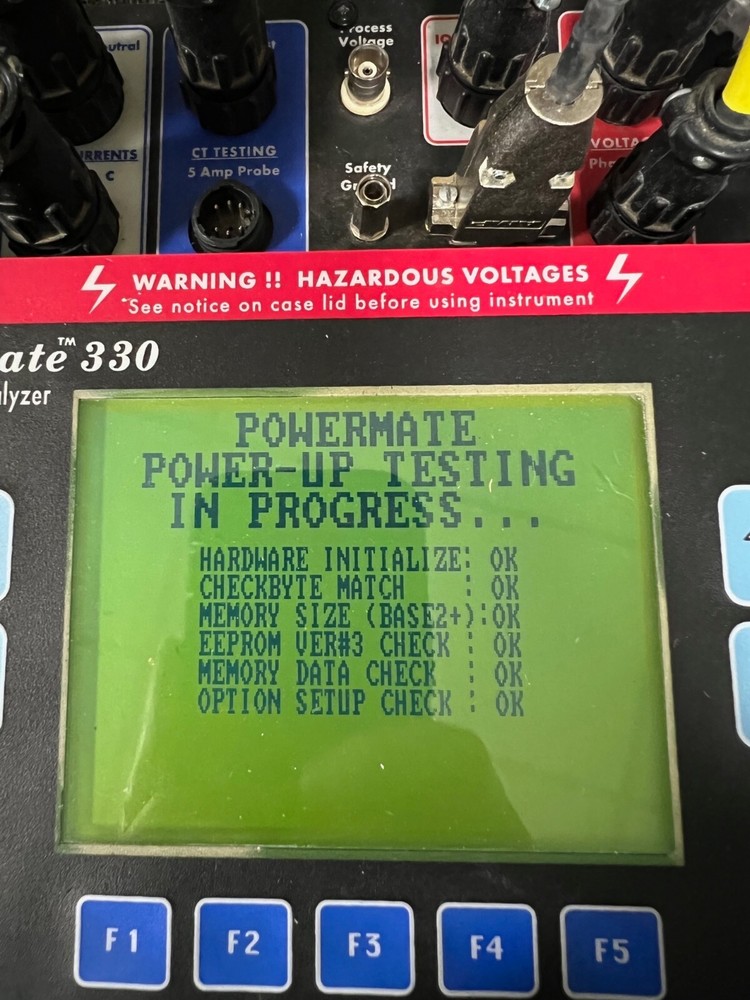 Process
Voltage
CT TESTING
5 Amp Probe
C
Safety
WARNING !! HAZARDOUS VOLTAGES
See notice on case lid before using instrument
ate™ 330
lyzer
POWERMATE
POWER-UP TESTING
IN PROGRESS...
HARDWARE INITIALIZE: OK
CHECKBYTE MATCH : OK
MEMORY SIZE (BASE2+):OK
EEPROM VER#3 CHECK : OK
MEMORY DATA CHECK : OK
OPTION SETUP CHECK : OK
F1
F2
F3
F4
F5